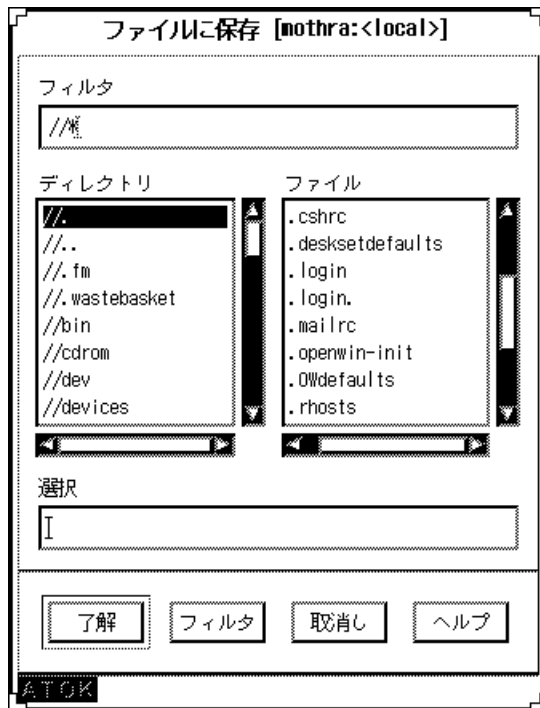 ファイルに保存 [mothra:<local>]
フィルタ
//*
ディレクトリ
//.
//..
//.fm
//.wastebasket
//bin
//cdrom
//dev
//devices
ファイル
.cshrc
.desksetdefaults
.login
.login.
.mailrc
.openwin-init
.OWdefaults
.rhosts
選択
了解
フィルタ
取消し
ヘルプ
ATOK